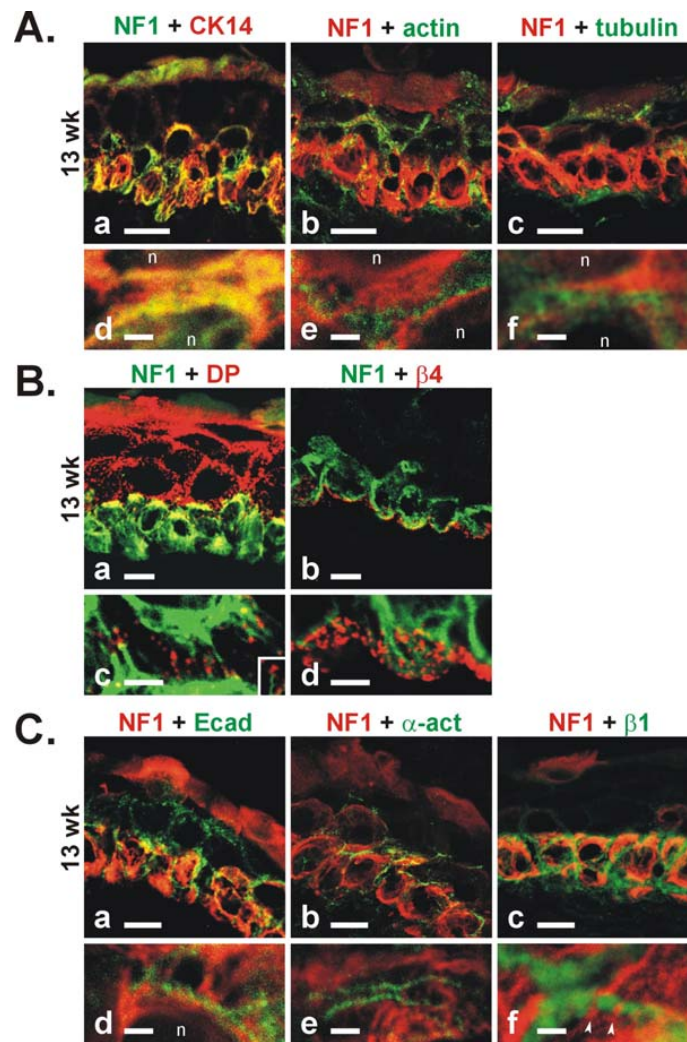 A.
NF1 + CK14
NF1 + actin
NF1 + tubulin
13 wk
a
b
c
n
n
d
n
n
e
n
n
f
B.
NF1 + DP
NF1 + β4
13 wk
a
b
c
d
C.
NF1 + Ecad
NF1 + α-act
NF1 + β1
13 wk
a
b
c
n
d
e
f